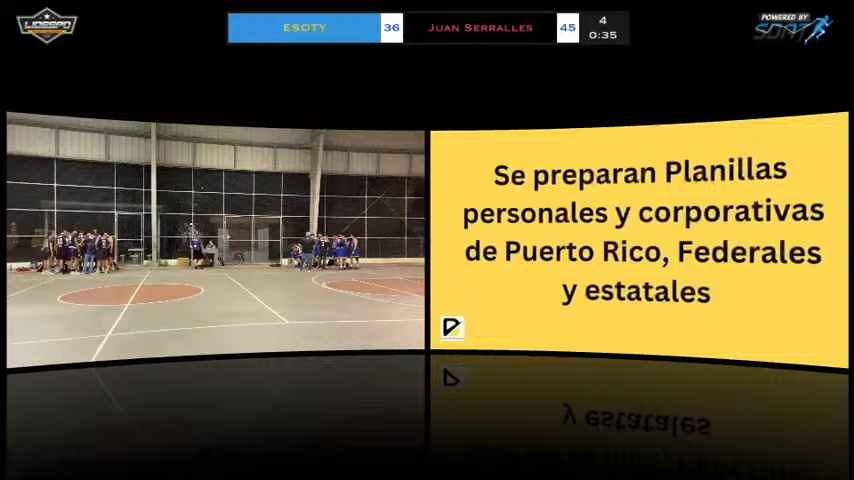 LIDESPO
ESOTY 36 JUAN SERRALLES 45 4 0:35
POWERED BY
Se preparan Planillas
personales y corporativas
de Puerto Rico, Federales
y estatales